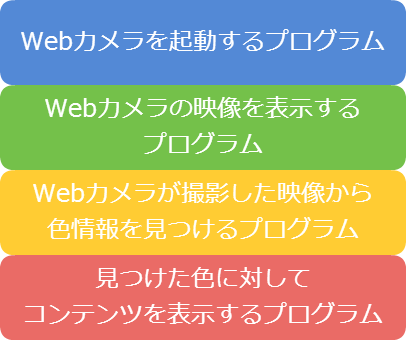 Webカメラを起動するプログラム
Webカメラの映像を表示する
プログラム
Webカメラが撮影した映像から
色情報を見つけるプログラム
見つけた色に対して
コンテンツを表示するプログラム